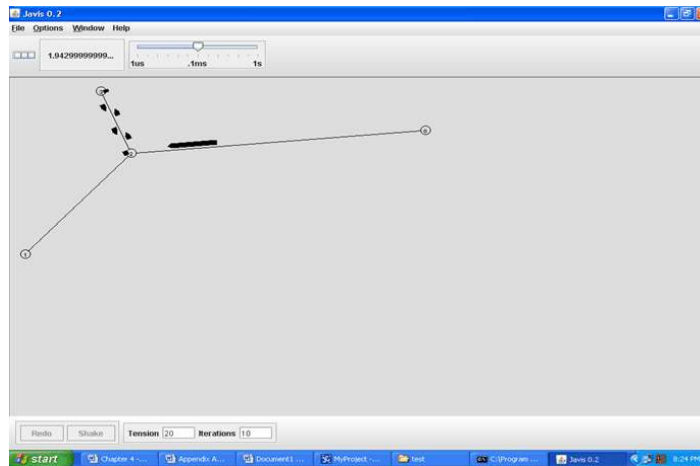 Javis 0.2
File Options Window Help
1.94299999999...
1us .1ms 1s
1
Redo Shake Tension 20 Iterations 10
start Chapter 4 -... Appendix A... Document1 ... MyProject -... test C:\Program ... Javis 0.2 8:24 PM